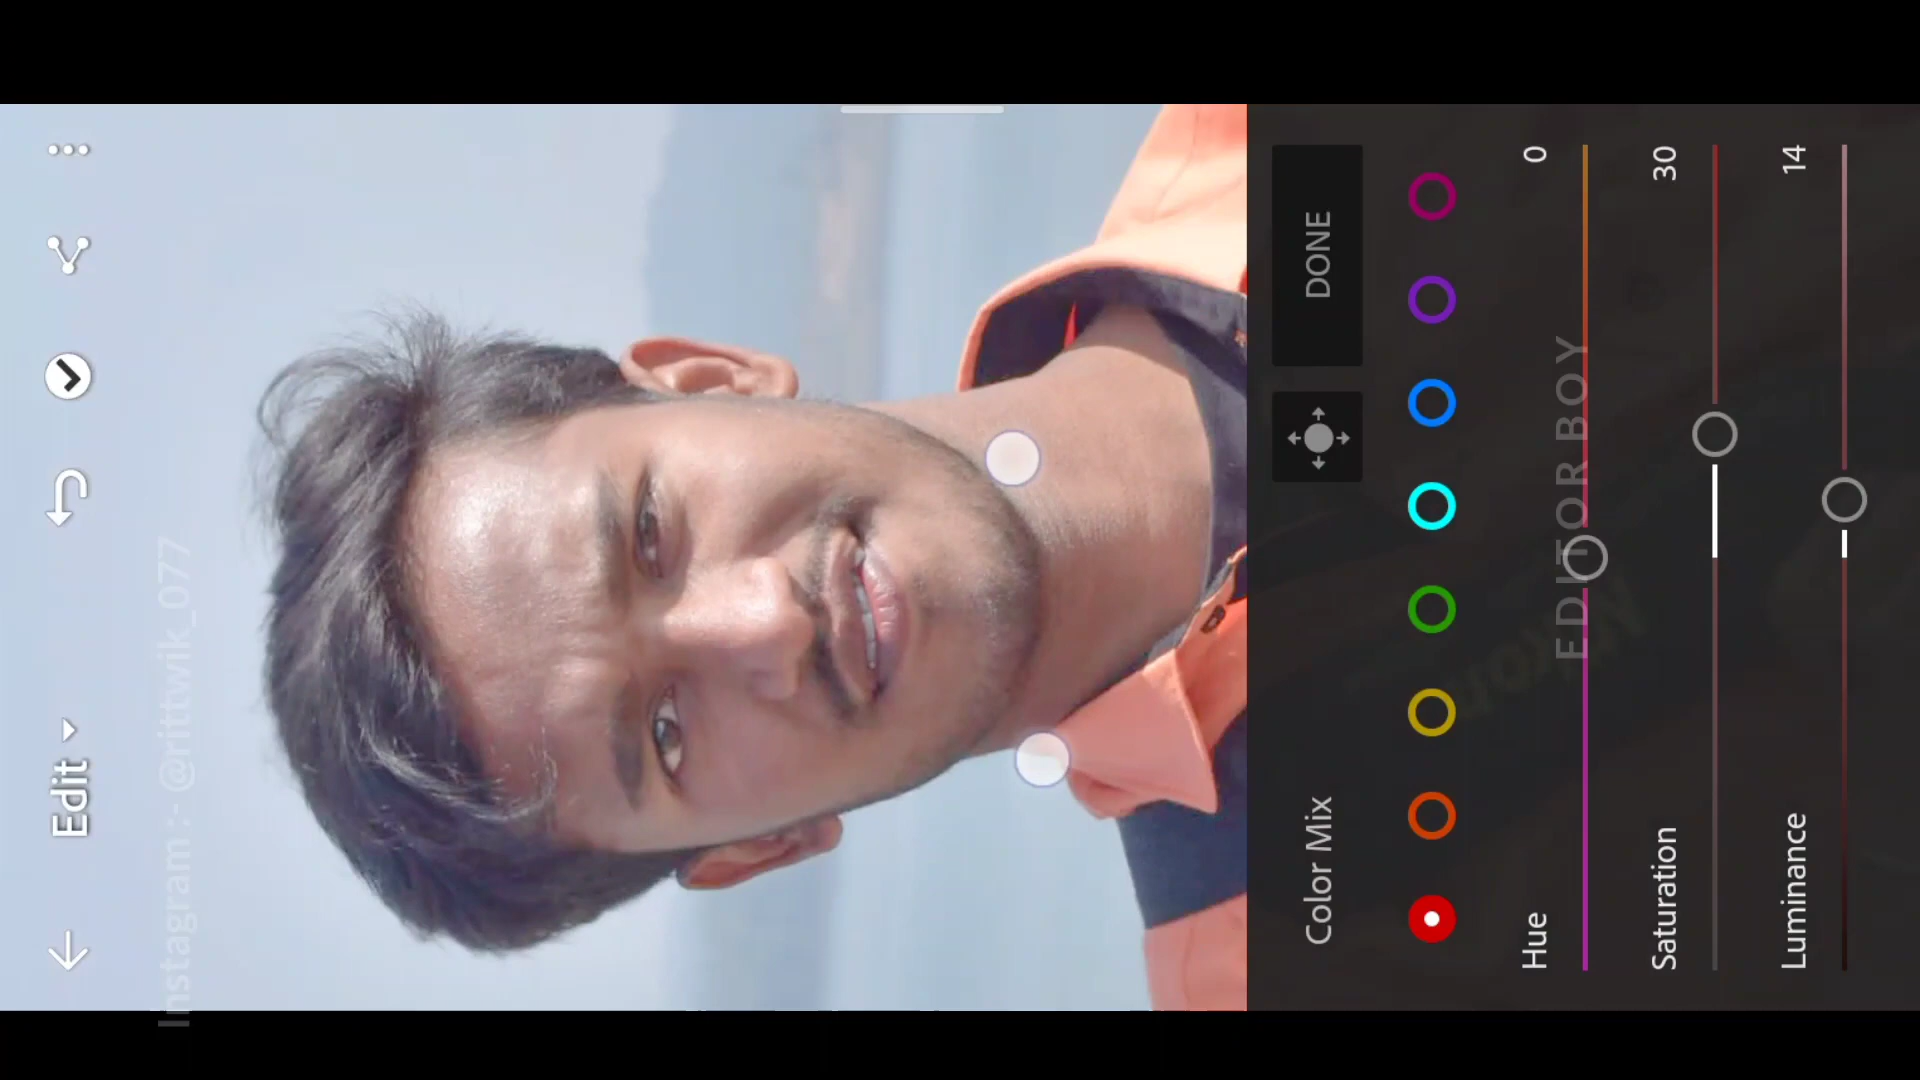 Edit
Instagram :- @rittwik_077
Color Mix
DONE
EDITOR BOY
Hue 0
Saturation 30
Luminance 14